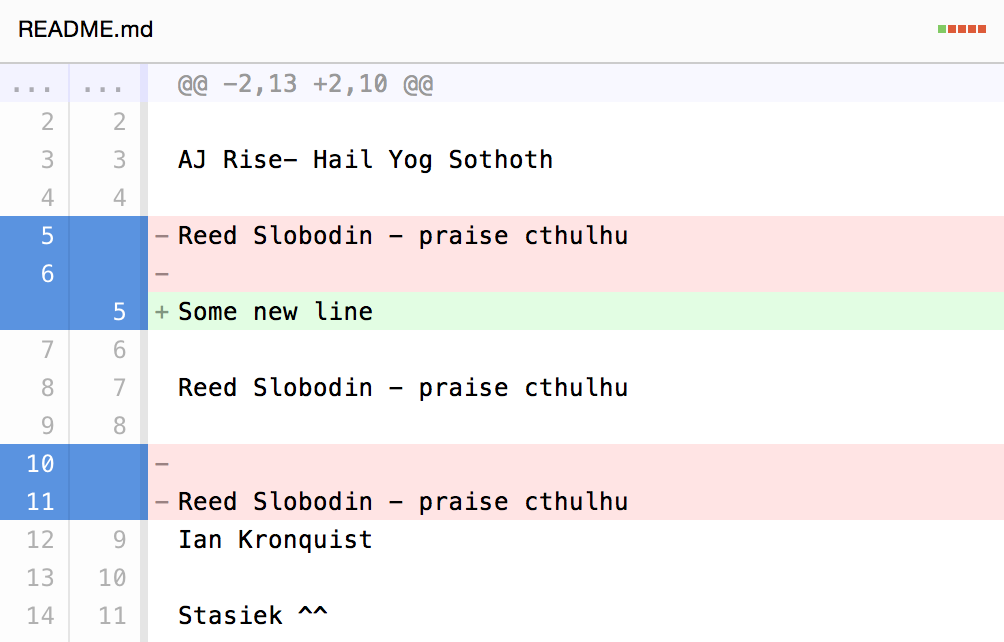 README.md
... ... @@ -2,13 +2,10 @@
2 2
3 3 AJ Rise- Hail Yog Sothoth
4 4
5 - Reed Slobodin - praise cthulhu
6 -
5 + Some new line
7 6
8 7 Reed Slobodin - praise cthulhu
9 8
10 -
11 - Reed Slobodin - praise cthulhu
12 9 Ian Kronquist
13 10
14 11 Stasiek ^^